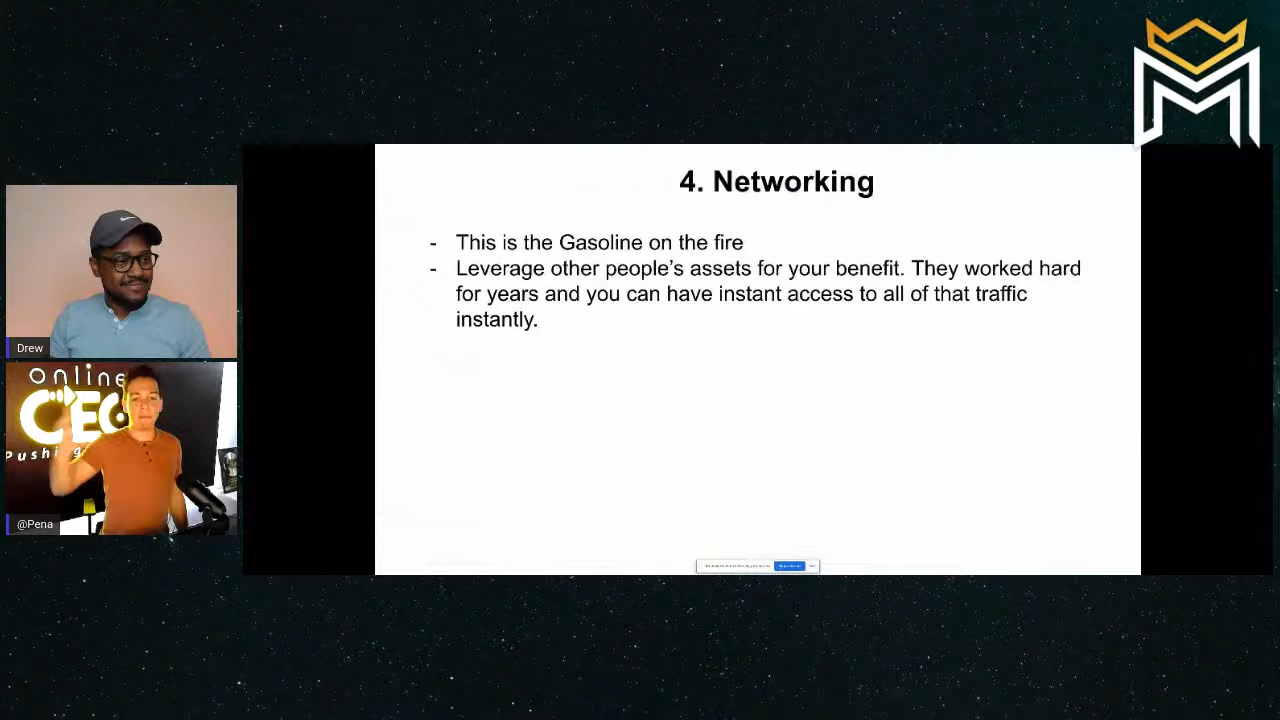 4. Networking
- This is the Gasoline on the fire
- Leverage other people's assets for your benefit. They worked hard
for years and you can have instant access to all of that traffic
instantly.
Drew
online
CEO
Pushing
@Pena